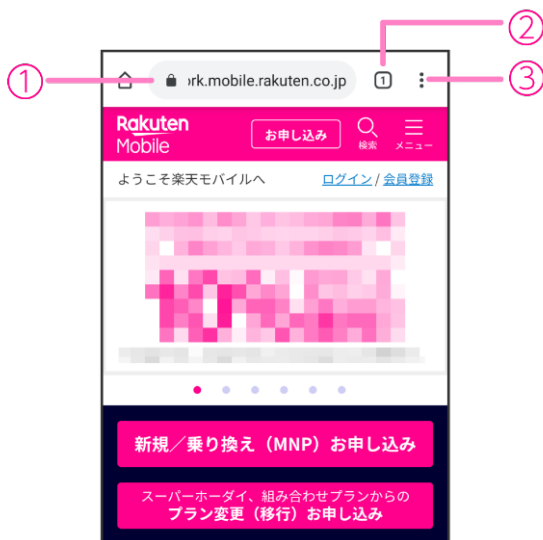 ②
①
ork.mobile.rakuten.co.jp
1
③
Rakuten
Mobile
お申し込み
検索
メニュー
ようこそ楽天モバイルへ
ログイン / 会員登録
新規／乗り換え（MNP）お申し込み
スーパーホーダイ、組み合わせプランからの
プラン変更（移行）お申し込み